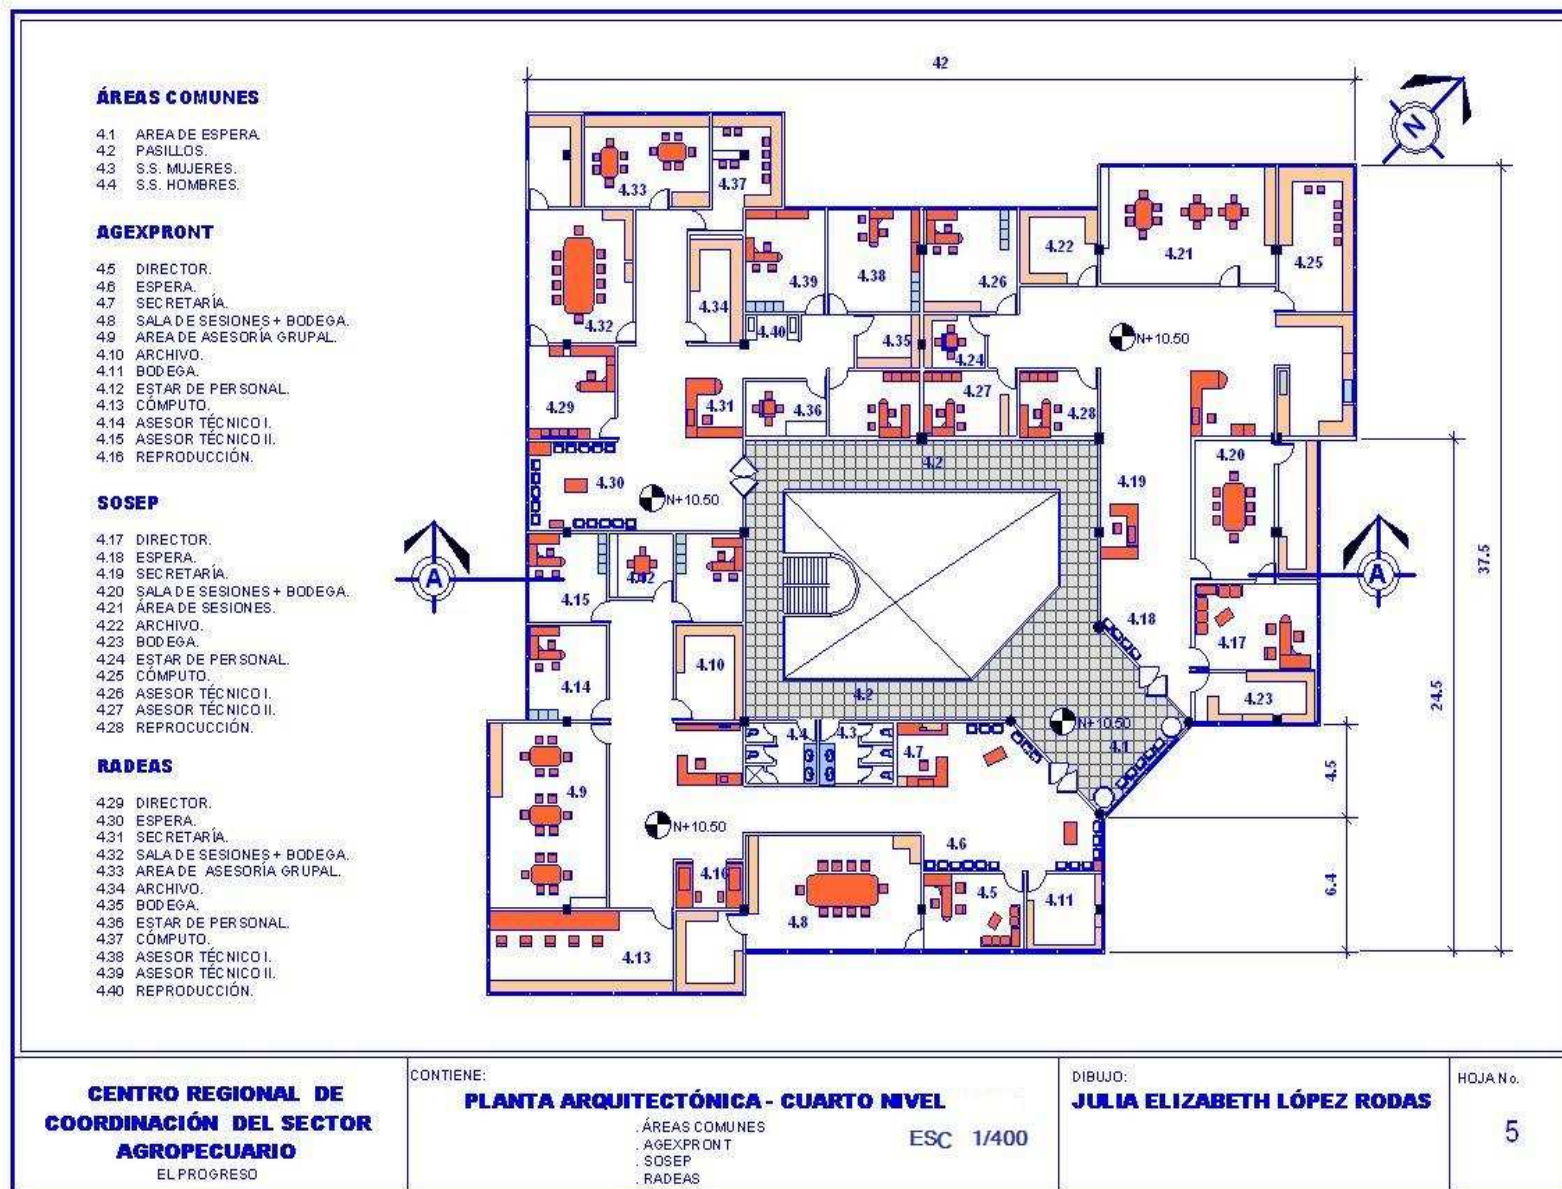 ÁREAS COMUNES
4.1 AREA DE ESPERA.
4.2 PASILLOS.
4.3 S.S. MUJERES.
4.4 S.S. HOMBRES.
AGEXPRONT
4.5 DIRECTOR.
4.6 ESPERA.
4.7 SECRETARÍA.
4.8 SALA DE SESIONES + BODEGA.
4.9 AREA DE ASESORÍA GRUPAL.
4.10 ARCHIVO.
4.11 BODEGA.
4.12 ESTAR DE PERSONAL.
4.13 CÓMPUTO.
4.14 ASESOR TÉCNICO I.
4.15 ASESOR TÉCNICO II.
4.16 REPRODUCCIÓN.
SOSEP
4.17 DIRECTOR.
4.18 ESPERA.
4.19 SECRETARÍA.
4.20 SALA DE SESIONES + BODEGA.
4.21 ÁREA DE SESIONES.
4.22 ARCHIVO.
4.23 BODEGA.
4.24 ESTAR DE PERSONAL.
4.25 CÓMPUTO.
4.26 ASESOR TÉCNICO I.
4.27 ASESOR TÉCNICO II.
4.28 REPROCUCCIÓN.
RADEAS
4.29 DIRECTOR.
4.30 ESPERA.
4.31 SECRETARÍA.
4.32 SALA DE SESIONES + BODEGA.
4.33 AREA DE ASESORÍA GRUPAL.
4.34 ARCHIVO.
4.35 BODEGA.
4.36 ESTAR DE PERSONAL.
4.37 CÓMPUTO.
4.38 ASESOR TÉCNICO I.
4.39 ASESOR TÉCNICO II.
4.40 REPRODUCCIÓN.
42
N
4.33
4.37
4.32
4.34
4.39
4.38
4.26
4.22
4.21
4.25
4.40
4.35
4.24
N+10.50
4.29
4.31
4.36
4.27
4.28
4.30
N+10.50
4.2
4.19
4.20
37.5
A
4.15
4.12
A
4.18
4.17
4.14
4.10
4.2
4.23
24.5
N+10.50
4.1
4.4
4.3
4.7
4.5
4.9
N+10.50
4.6
6.4
4.16
4.8
4.5
4.11
4.13
CENTRO REGIONAL DE
COORDINACIÓN DEL SECTOR
AGROPECUARIO
EL PROGRESO
CONTIENE:
PLANTA ARQUITECTÓNICA - CUARTO NIVEL
. ÁREAS COMUNES
. AGEXPRONT
. SOSEP
. RADEAS
ESC 1/400
DIBUJO:
JULIA ELIZABETH LÓPEZ RODAS
HOJA No.
5